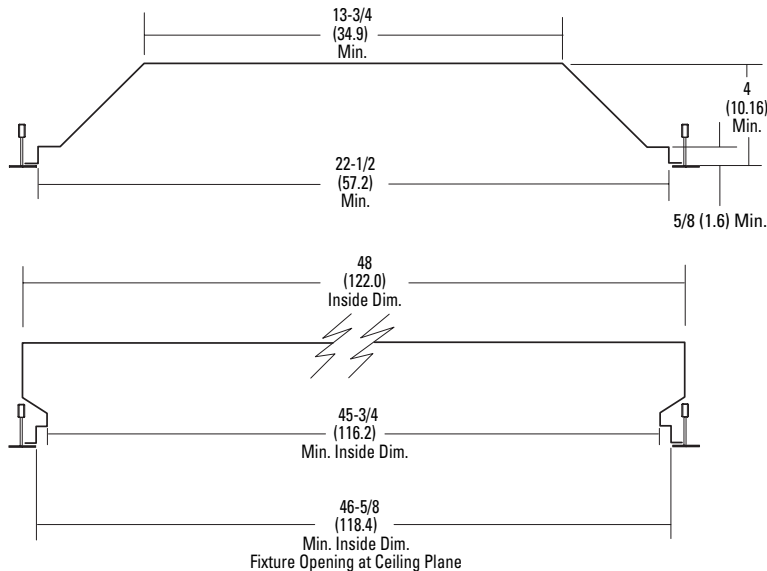 13-3/4
(34.9)
Min.
4
(10.16)
Min.
22-1/2
(57.2)
Min.
5/8 (1.6) Min.
48
(122.0)
Inside Dim.
45-3/4
(116.2)
Min. Inside Dim.
46-5/8
(118.4)
Min. Inside Dim.
Fixture Opening at Ceiling Plane